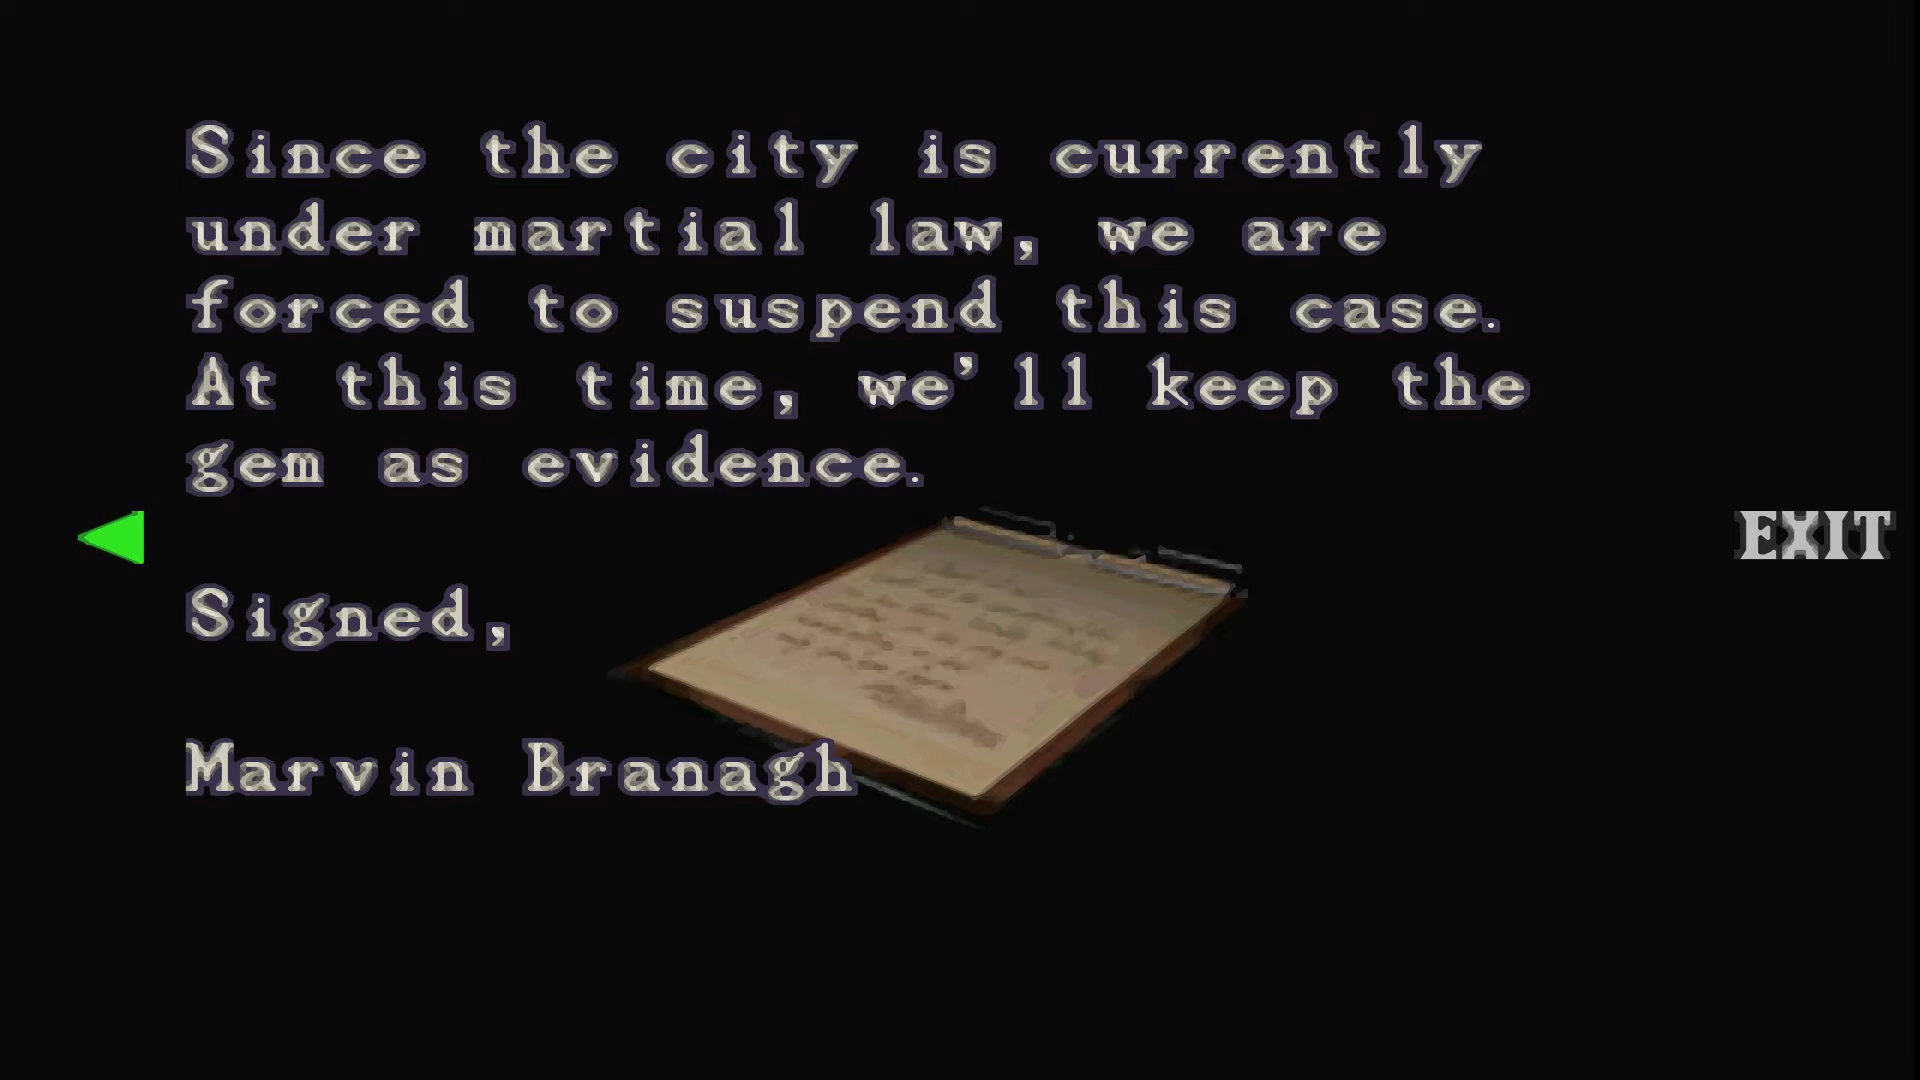 Since the city is currently
under martial law, we are
forced to suspend this case.
At this time, we'll keep the
gem as evidence.
EXIT
Signed,
Marvin Branagh